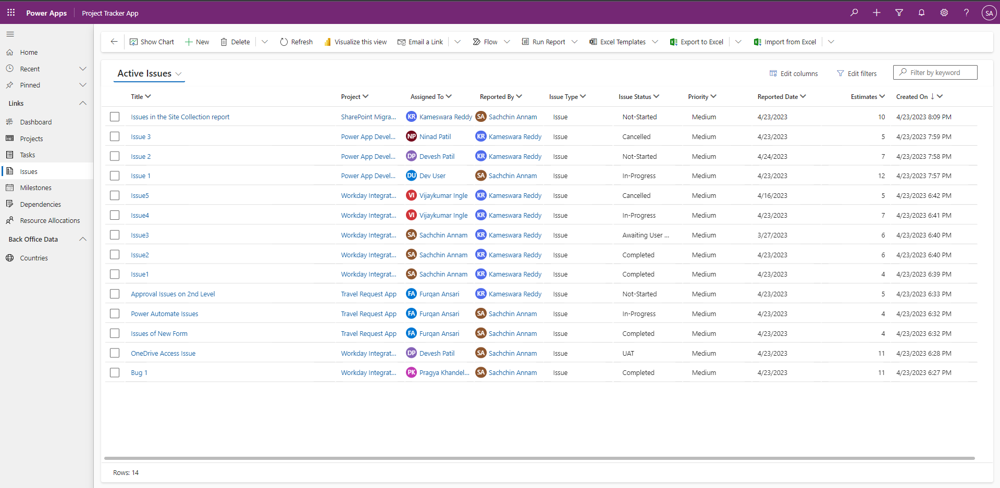 Power Apps Project Tracker App SA
Show Chart New Delete Refresh Visualize this view Email a Link Flow Run Report Excel Templates Export to Excel Import from Excel
Home
Recent
Pinned
Links
Dashboard
Projects
Tasks
Issues
Milestones
Dependencies
Resource Allocations
Back Office Data
Countries
Active Issues Edit columns Edit filters Filter by keyword
Title Project Assigned To Reported By Issue Type Issue Status Priority Reported Date Estimates Created On
Issues in the Site Collection report SharePoint Migra... KR Kameswara Reddy SA Sachchin Annam Issue Not-Started Medium 4/23/2023 10 4/23/2023 8:09 PM
Issue 3 Power App Devel... NP Ninad Patil KR Kameswara Reddy Issue Cancelled Medium 4/23/2023 5 4/23/2023 7:59 PM
Issue 2 Power App Devel... DP Devesh Patil KR Kameswara Reddy Issue Not-Started Medium 4/24/2023 7 4/23/2023 7:58 PM
Issue 1 Power App Devel... DU Dev User SA Sachchin Annam Issue In-Progress Medium 4/23/2023 12 4/23/2023 7:57 PM
Issue5 Workday Integrat... VI Vijaykumar Ingle KR Kameswara Reddy Issue Cancelled Medium 4/16/2023 5 4/23/2023 6:42 PM
Issue4 Workday Integrat... VI Vijaykumar Ingle KR Kameswara Reddy Issue In-Progress Medium 4/23/2023 7 4/23/2023 6:41 PM
Issue3 Workday Integrat... SA Sachchin Annam KR Kameswara Reddy Issue Awaiting User ... Medium 3/27/2023 6 4/23/2023 6:40 PM
Issue2 Workday Integrat... SA Sachchin Annam KR Kameswara Reddy Issue Completed Medium 4/23/2023 6 4/23/2023 6:40 PM
Issue1 Workday Integrat... SA Sachchin Annam KR Kameswara Reddy Issue Completed Medium 4/23/2023 4 4/23/2023 6:39 PM
Approval Issues on 2nd Level Travel Request App FA Furqan Ansari KR Kameswara Reddy Issue Not-Started Medium 4/23/2023 5 4/23/2023 6:33 PM
Power Automate Issues Travel Request App FA Furqan Ansari SA Sachchin Annam Issue In-Progress Medium 4/23/2023 4 4/23/2023 6:32 PM
Issues of New Form Travel Request App FA Furqan Ansari SA Sachchin Annam Issue Completed Medium 4/23/2023 4 4/23/2023 6:32 PM
OneDrive Access Issue Workday Integrat... DP Devesh Patil SA Sachchin Annam Issue UAT Medium 4/23/2023 11 4/23/2023 6:28 PM
Bug 1 Workday Integrat... PK Pragya Khandel... SA Sachchin Annam Issue Completed Medium 4/23/2023 11 4/23/2023 6:27 PM
Rows: 14